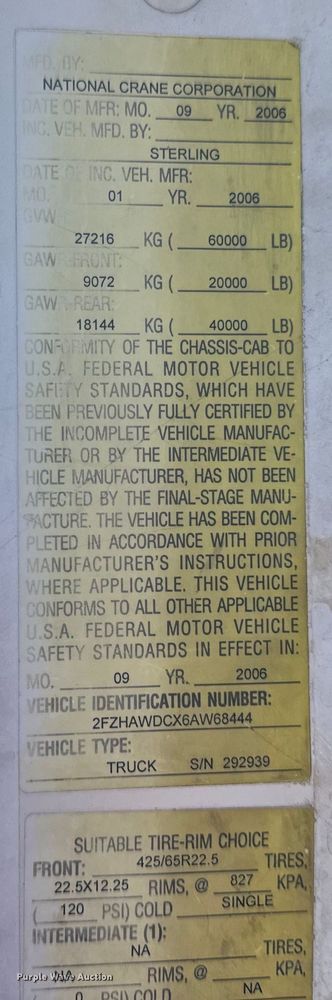 MFD. BY:
NATIONAL CRANE CORPORATION
DATE OF MFR: MO. 09 YR. 2006
INC. VEH. MFD. BY:
STERLING
DATE OF INC. VEH. MFR:
MO. 01 YR. 2006
GVW
27216 KG ( 60000 LB)
GAW FRONT:
9072 KG ( 20000 LB)
GAW REAR:
18144 KG ( 40000 LB)
CONFORMITY OF THE CHASSIS-CAB TO
U.S.A. FEDERAL MOTOR VEHICLE
SAFETY STANDARDS, WHICH HAVE
BEEN PREVIOUSLY FULLY CERTIFIED BY
THE INCOMPLETE VEHICLE MANUFAC-
TURER OR BY THE INTERMEDIATE VE-
HICLE MANUFACTURER, HAS NOT BEEN
AFFECTED BY THE FINAL-STAGE MANU-
FACTURE. THE VEHICLE HAS BEEN COM-
PLETED IN ACCORDANCE WITH PRIOR
MANUFACTURER'S INSTRUCTIONS,
WHERE APPLICABLE. THIS VEHICLE
CONFORMS TO ALL OTHER APPLICABLE
U.S.A. FEDERAL MOTOR VEHICLE
SAFETY STANDARDS IN EFFECT IN:
MO. 09 YR. 2006
VEHICLE IDENTIFICATION NUMBER:
2FZHAWDCX6AW68444
VEHICLE TYPE:
TRUCK S/N 292939
SUITABLE TIRE-RIM CHOICE
FRONT: 425/65R22.5 TIRES,
22.5X12.25 RIMS, @ 827 KPA,
( 120 PSI) COLD SINGLE
INTERMEDIATE (1):
NA TIRES,
NA RIMS, @ KPA,
0 PSI) COLD NA
Purple Wave Auction